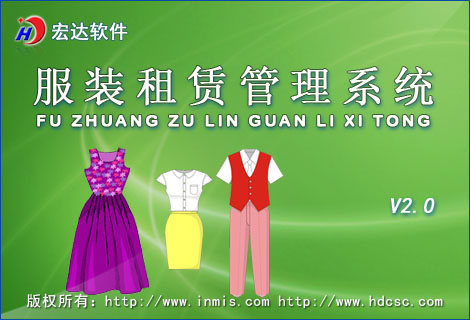 宏达软件
服装租赁管理系统
FU ZHUANG ZU LIN GUAN LI XI TONG
V2.0
版权所有：http://www.inmis.com http://www.hdcsc.com